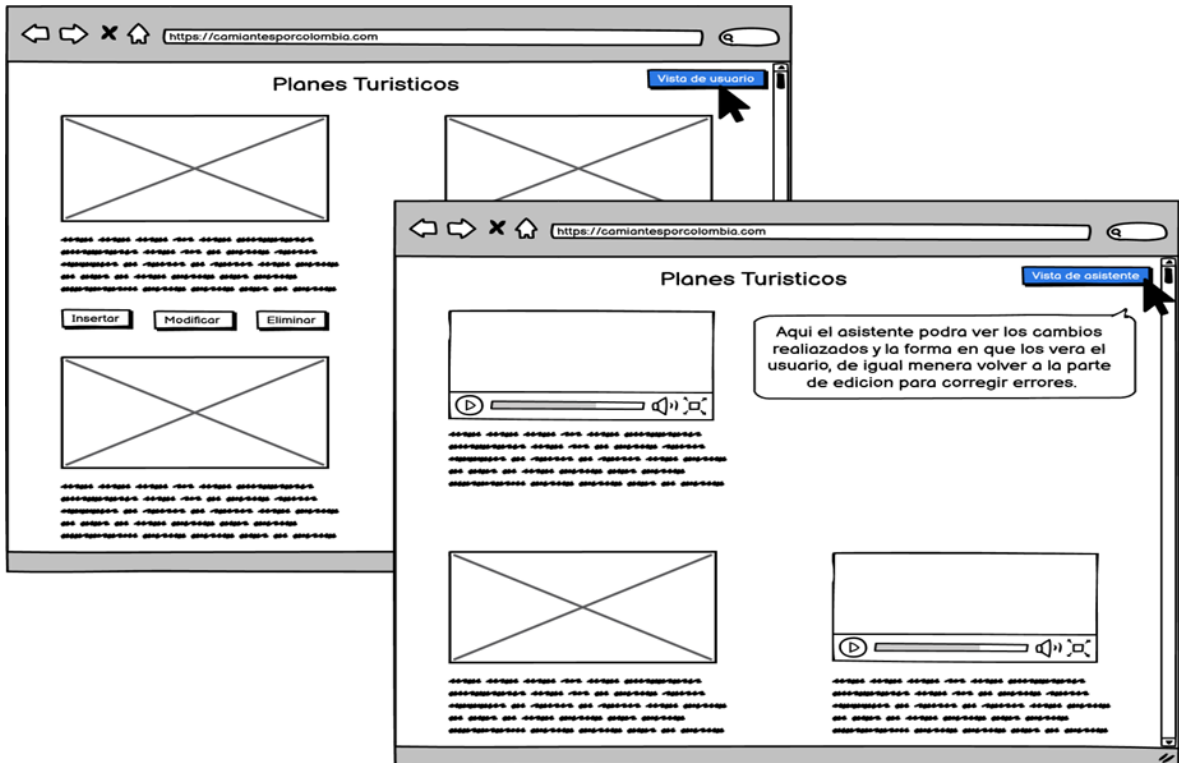 https://camiantesporcolombia.com
Planes Turisticos
Vista de usuario
Insertar
Modificar
Eliminar
https://camiantesporcolombia.com
Planes Turisticos
Vista de asistente
Aqui el asistente podra ver los cambios
realiazados y la forma en que los vera el
usuario, de igual menera volver a la parte
de edicion para corregir errores.